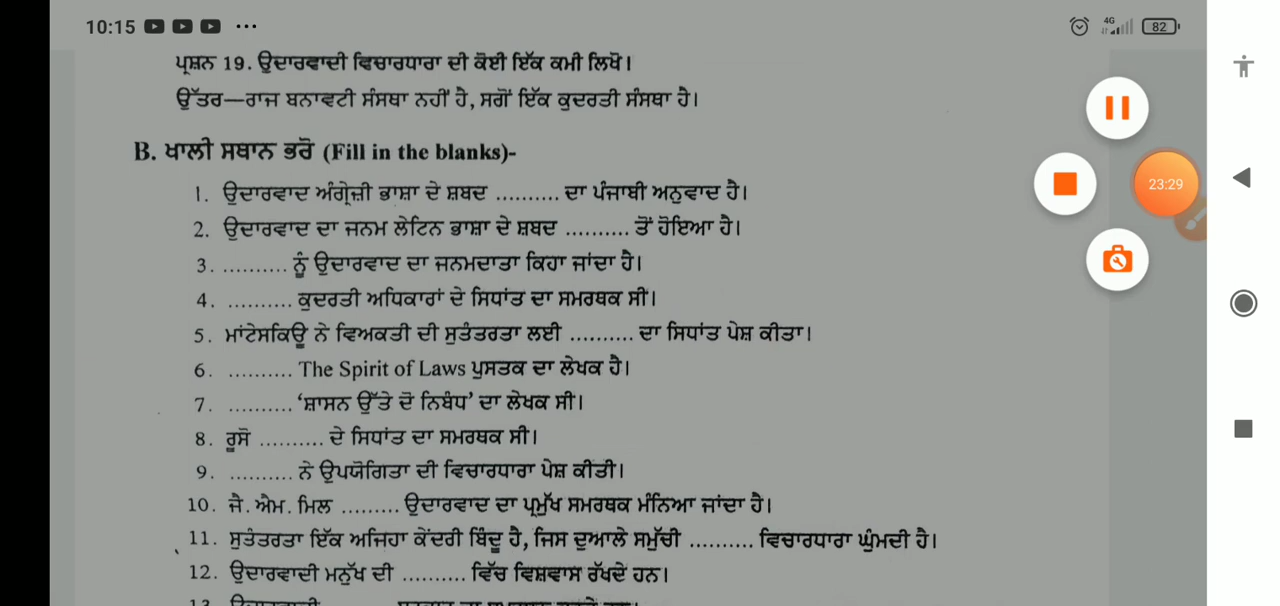 10:15 ... 4G 82
ਪ੍ਰਸ਼ਨ 19. ਉਦਾਰਵਾਦੀ ਵਿਚਾਰਧਾਰਾ ਦੀ ਕੋਈ ਇੱਕ ਕਮੀ ਲਿਖੋ।
ਉੱਤਰ—ਰਾਜ ਬਨਾਵਟੀ ਸੰਸਥਾ ਨਹੀਂ ਹੈ, ਸਗੋਂ ਇੱਕ ਕੁਦਰਤੀ ਸੰਸਥਾ ਹੈ।
B. ਖਾਲੀ ਸਥਾਨ ਭਰੋ (Fill in the blanks)-
1. ਉਦਾਰਵਾਦ ਅੰਗ੍ਰੇਜ਼ੀ ਭਾਸ਼ਾ ਦੇ ਸ਼ਬਦ .......... ਦਾ ਪੰਜਾਬੀ ਅਨੁਵਾਦ ਹੈ।
2. ਉਦਾਰਵਾਦ ਦਾ ਜਨਮ ਲੇਟਿਨ ਭਾਸ਼ਾ ਦੇ ਸ਼ਬਦ .......... ਤੋਂ ਹੋਇਆ ਹੈ।
3. .......... ਨੂੰ ਉਦਾਰਵਾਦ ਦਾ ਜਨਮਦਾਤਾ ਕਿਹਾ ਜਾਂਦਾ ਹੈ।
4. .......... ਕੁਦਰਤੀ ਅਧਿਕਾਰਾਂ ਦੇ ਸਿਧਾਂਤ ਦਾ ਸਮਰਥਕ ਸੀ।
5. ਮਾਂਟੇਸਕਿਊ ਨੇ ਵਿਅਕਤੀ ਦੀ ਸੁਤੰਤਰਤਾ ਲਈ .......... ਦਾ ਸਿਧਾਂਤ ਪੇਸ਼ ਕੀਤਾ।
6. .......... The Spirit of Laws ਪੁਸਤਕ ਦਾ ਲੇਖਕ ਹੈ।
7. .......... ‘ਸ਼ਾਸਨ ਉੱਤੇ ਦੋ ਨਿਬੰਧ’ ਦਾ ਲੇਖਕ ਸੀ।
8. ਰੂਸੋ .......... ਦੇ ਸਿਧਾਂਤ ਦਾ ਸਮਰਥਕ ਸੀ।
9. .......... ਨੇ ਉਪਯੋਗਿਤਾ ਦੀ ਵਿਚਾਰਧਾਰਾ ਪੇਸ਼ ਕੀਤੀ।
10. ਜੈ. ਐਮ. ਮਿਲ ......... ਉਦਾਰਵਾਦ ਦਾ ਪ੍ਰਮੁੱਖ ਸਮਰਥਕ ਮੰਨਿਆ ਜਾਂਦਾ ਹੈ।
11. ਸੁਤੰਤਰਤਾ ਇੱਕ ਅਜਿਹਾ ਕੇਂਦਰੀ ਬਿੰਦੂ ਹੈ, ਜਿਸ ਦੁਆਲੇ ਸਮੁੱਚੀ .......... ਵਿਚਾਰਧਾਰਾ ਘੁੰਮਦੀ ਹੈ।
12. ਉਦਾਰਵਾਦੀ ਮਨੁੱਖ ਦੀ .......... ਵਿੱਚ ਵਿਸ਼ਵਾਸ ਰੱਖਦੇ ਹਨ।
13. ਉਦਾਰਵਾਦੀ
23:29